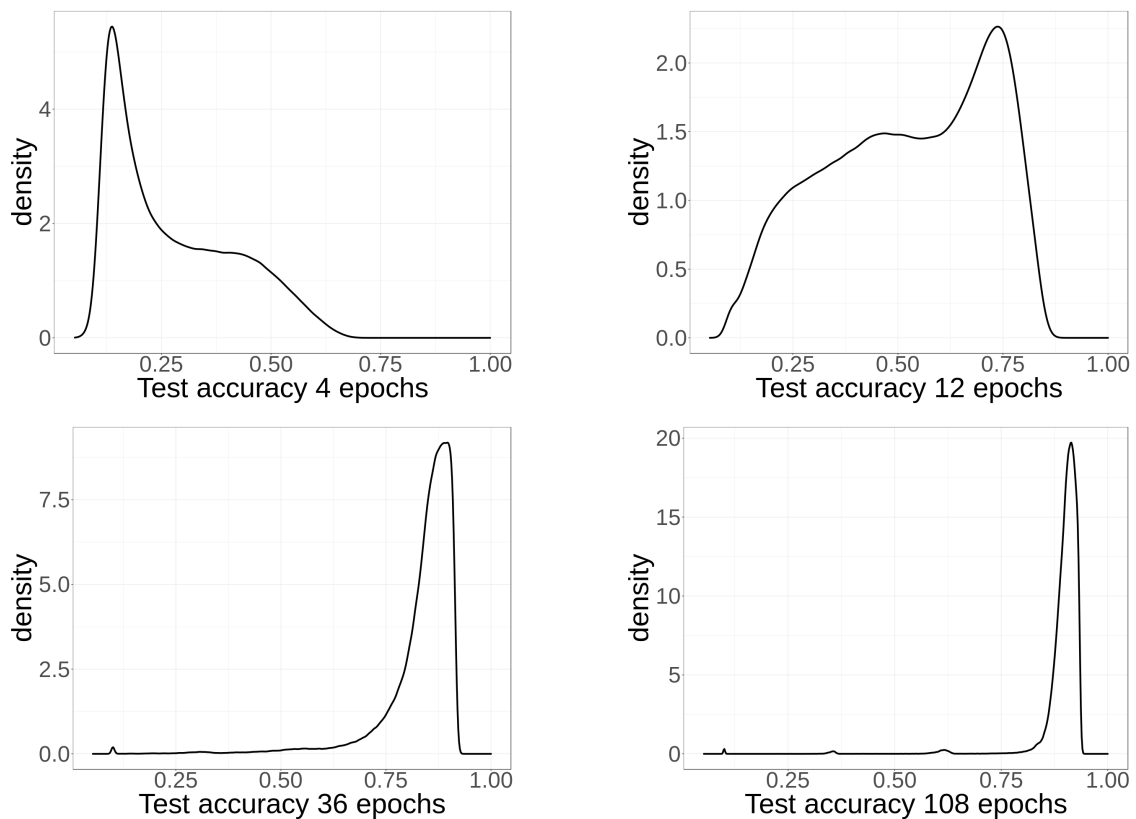 density
4
2
0
0.25 0.50 0.75 1.00
Test accuracy 4 epochs
density
2.0
1.5
1.0
0.5
0.0
0.25 0.50 0.75 1.00
Test accuracy 12 epochs
density
7.5
5.0
2.5
0.0
0.25 0.50 0.75 1.00
Test accuracy 36 epochs
density
20
15
10
5
0
0.25 0.50 0.75 1.00
Test accuracy 108 epochs